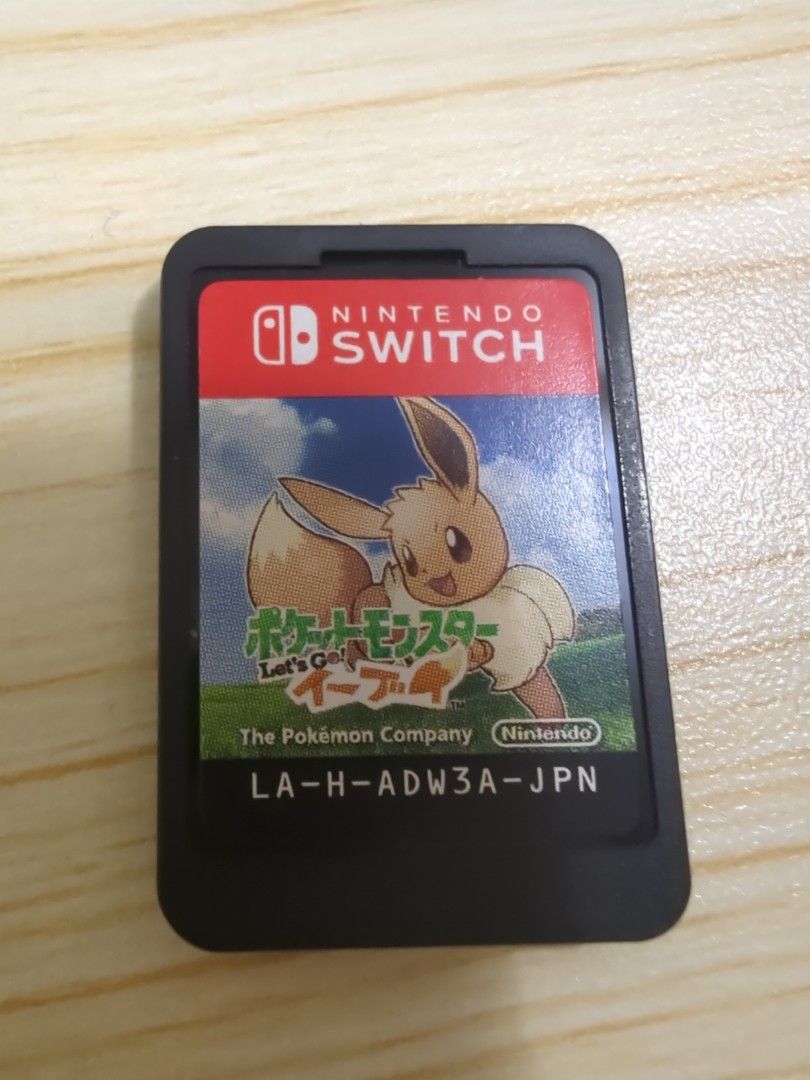 NINTENDO
SWITCH
ポケットモンスター
Let's Go!
イーブイ
TM
The Pokémon Company
Nintendo
LA-H-ADW3A-JPN